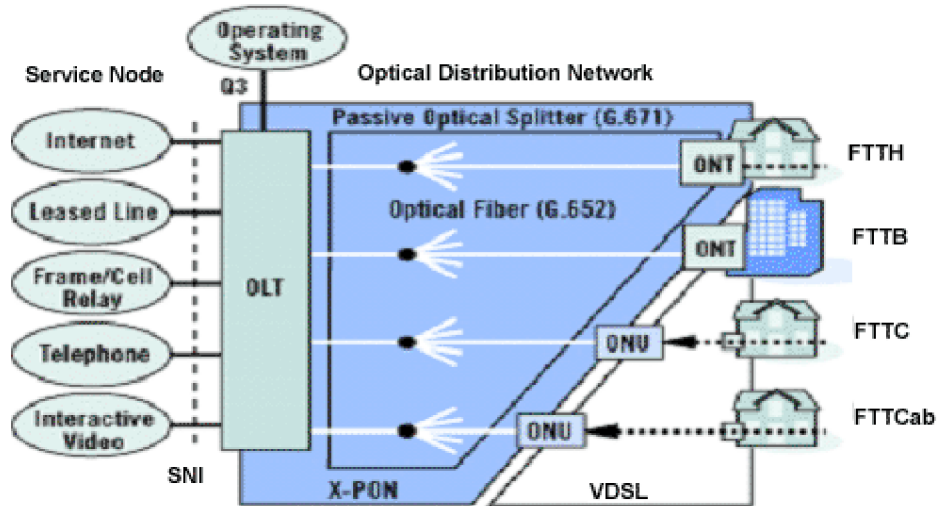 Operating
System
Service Node
Q3
Optical Distribution Network
Passive Optical Splitter (G.671)
Internet
ONT
FTTH
Leased Line
Optical Fiber (G.652)
ONT
FTTB
Frame/Cell
Relay
OLT
Telephone
ONU
FTTC
Interactive
Video
ONU
FTTCab
SNI
X-PON
VDSL